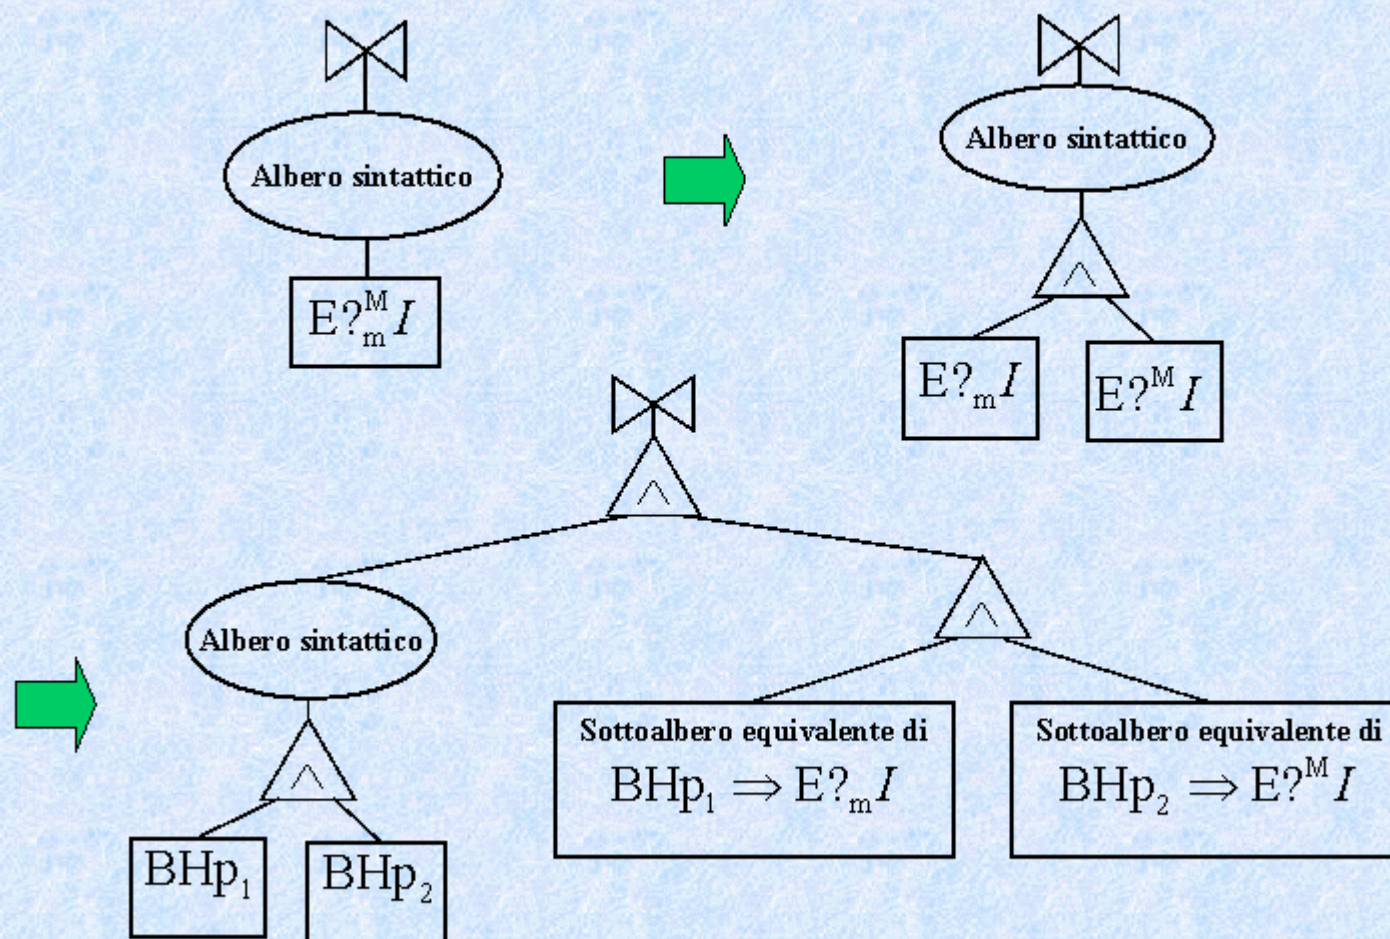 Albero sintattico
E?ₘᴹI
Albero sintattico
∧
E?ₘI
E?ᴹI
∧
Albero sintattico
∧
BHp₁
BHp₂
∧
Sottoalbero equivalente di
BHp₁ ⇒ E?ₘI
Sottoalbero equivalente di
BHp₂ ⇒ E?ᴹI